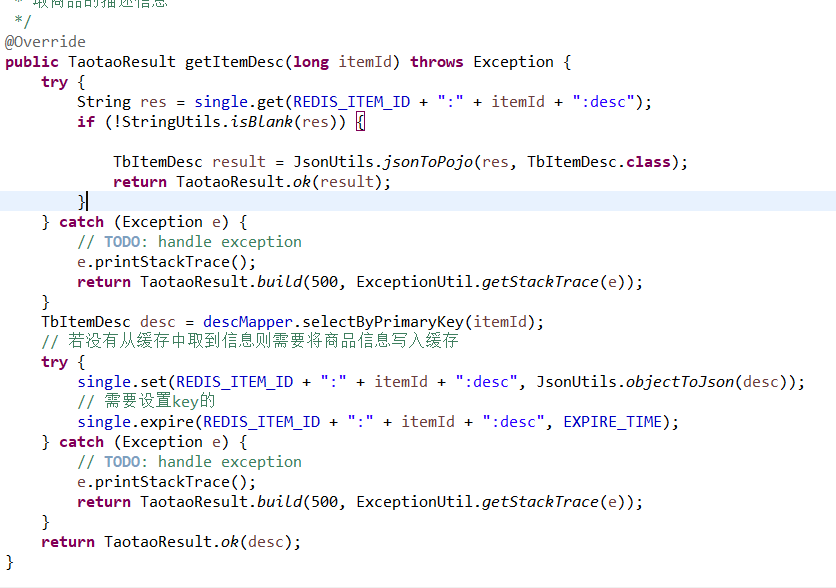 * 取商品的描述信息
*/
@Override
public TaotaoResult getItemDesc(long itemId) throws Exception {
try {
String res = single.get(REDIS_ITEM_ID + ":" + itemId + ":desc");
if (!StringUtils.isBlank(res)) {
TbItemDesc result = JsonUtils.jsonToPojo(res, TbItemDesc.class);
return TaotaoResult.ok(result);
}
} catch (Exception e) {
// TODO: handle exception
e.printStackTrace();
return TaotaoResult.build(500, ExceptionUtil.getStackTrace(e));
}
TbItemDesc desc = descMapper.selectByPrimaryKey(itemId);
// 若没有从缓存中取到信息则需要将商品信息写入缓存
try {
single.set(REDIS_ITEM_ID + ":" + itemId + ":desc", JsonUtils.objectToJson(desc));
// 需要设置key的
single.expire(REDIS_ITEM_ID + ":" + itemId + ":desc", EXPIRE_TIME);
} catch (Exception e) {
// TODO: handle exception
e.printStackTrace();
return TaotaoResult.build(500, ExceptionUtil.getStackTrace(e));
}
return TaotaoResult.ok(desc);
}